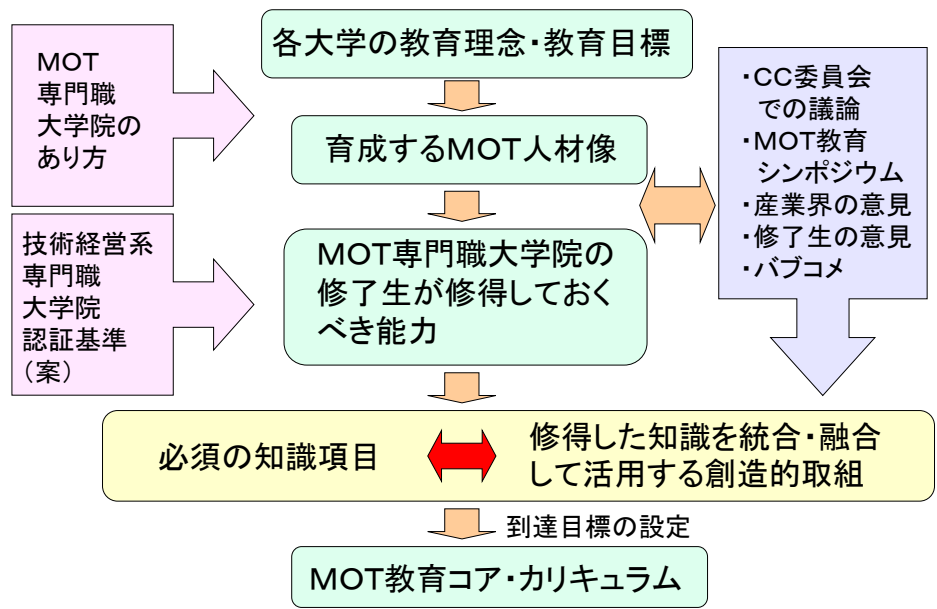 各大学の教育理念・教育目標
MOT
専門職
大学院の
あり方
育成するMOT人材像
・CC委員会
での議論
・MOT教育
シンポジウム
・産業界の意見
・修了生の意見
・バブコメ
技術経営系
専門職
大学院
認証基準
（案）
MOT専門職大学院の
修了生が修得しておく
べき能力
必須の知識項目
修得した知識を統合・融合
して活用する創造的取組
到達目標の設定
MOT教育コア・カリキュラム